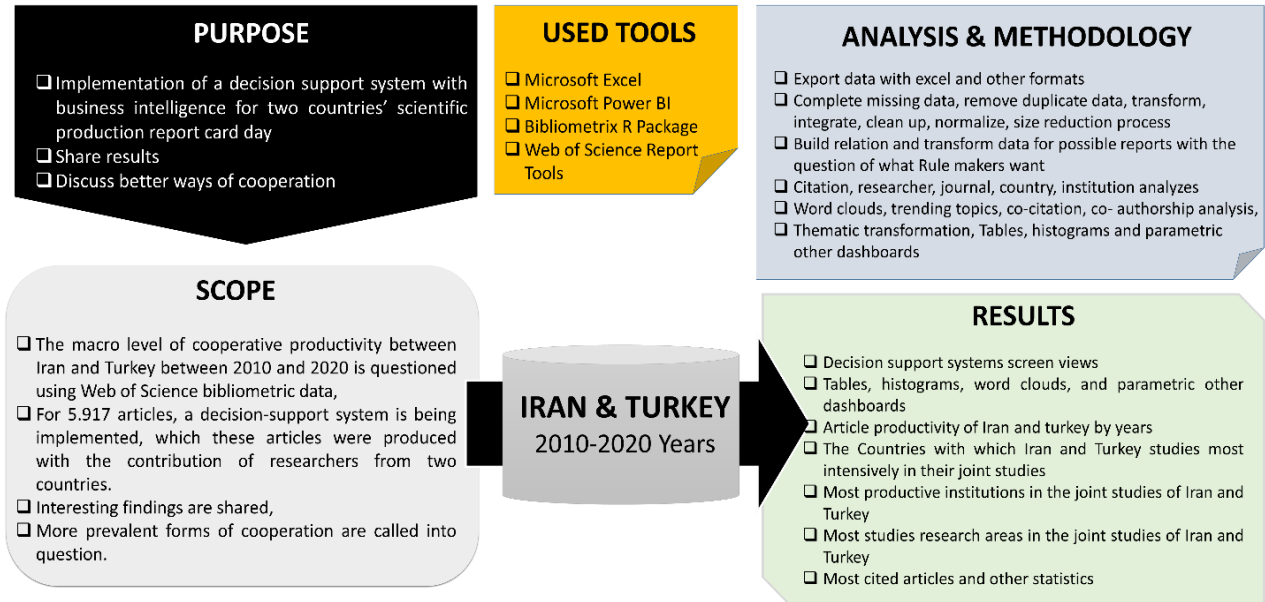 PURPOSE
Implementation of a decision support system with
business intelligence for two countries’ scientific
production report card day
Share results
Discuss better ways of cooperation
USED TOOLS
Microsoft Excel
Microsoft Power BI
Bibliometrix R Package
Web of Science Report
Tools
ANALYSIS & METHODOLOGY
Export data with excel and other formats
Complete missing data, remove duplicate data, transform,
integrate, clean up, normalize, size reduction process
Build relation and transform data for possible reports with the
question of what Rule makers want
Citation, researcher, journal, country, institution analyzes
Word clouds, trending topics, co-citation, co- authorship analysis,
Thematic transformation, Tables, histograms and parametric
other dashboards
SCOPE
The macro level of cooperative productivity between
Iran and Turkey between 2010 and 2020 is questioned
using Web of Science bibliometric data,
For 5.917 articles, a decision-support system is being
implemented, which these articles were produced
with the contribution of researchers from two
countries.
Interesting findings are shared,
More prevalent forms of cooperation are called into
question.
IRAN & TURKEY
2010-2020 Years
RESULTS
Decision support systems screen views
Tables, histograms, word clouds, and parametric other
dashboards
Article productivity of Iran and turkey by years
The Countries with which Iran and Turkey studies most
intensively in their joint studies
Most productive institutions in the joint studies of Iran and
Turkey
Most studies research areas in the joint studies of Iran and
Turkey
Most cited articles and other statistics